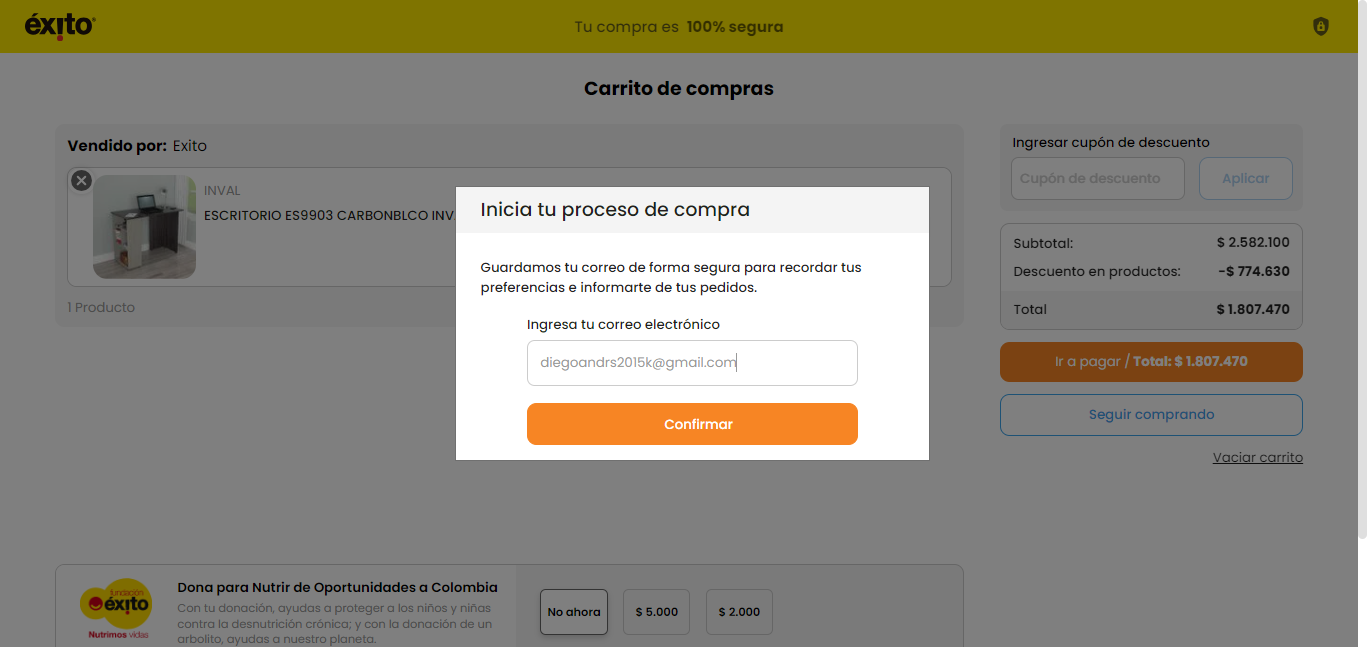 éxito
Tu compra es 100% segura
Carrito de compras
Vendido por: Exito
INVAL
ESCRITORIO ES9903 CARBONBLCO INV
1 Producto
Inicia tu proceso de compra
Guardamos tu correo de forma segura para recordar tus
preferencias e informarte de tus pedidos.
Ingresa tu correo electrónico
diegoandrs2015k@gmail.com
Confirmar
Ingresar cupón de descuento
Cupón de descuento
Aplicar
Subtotal: $ 2.582.100
Descuento en productos: -$ 774.630
Total $ 1.807.470
Ir a pagar / Total: $ 1.807.470
Seguir comprando
Vaciar carrito
fundación
éxito
Nutrimos vidas
Dona para Nutrir de Oportunidades a Colombia
Con tu donación, ayudas a proteger a los niños y niñas
contra la desnutrición crónica; y con la donación de un
arbolito, ayudas a nuestro planeta.
No ahora
$ 5.000
$ 2.000